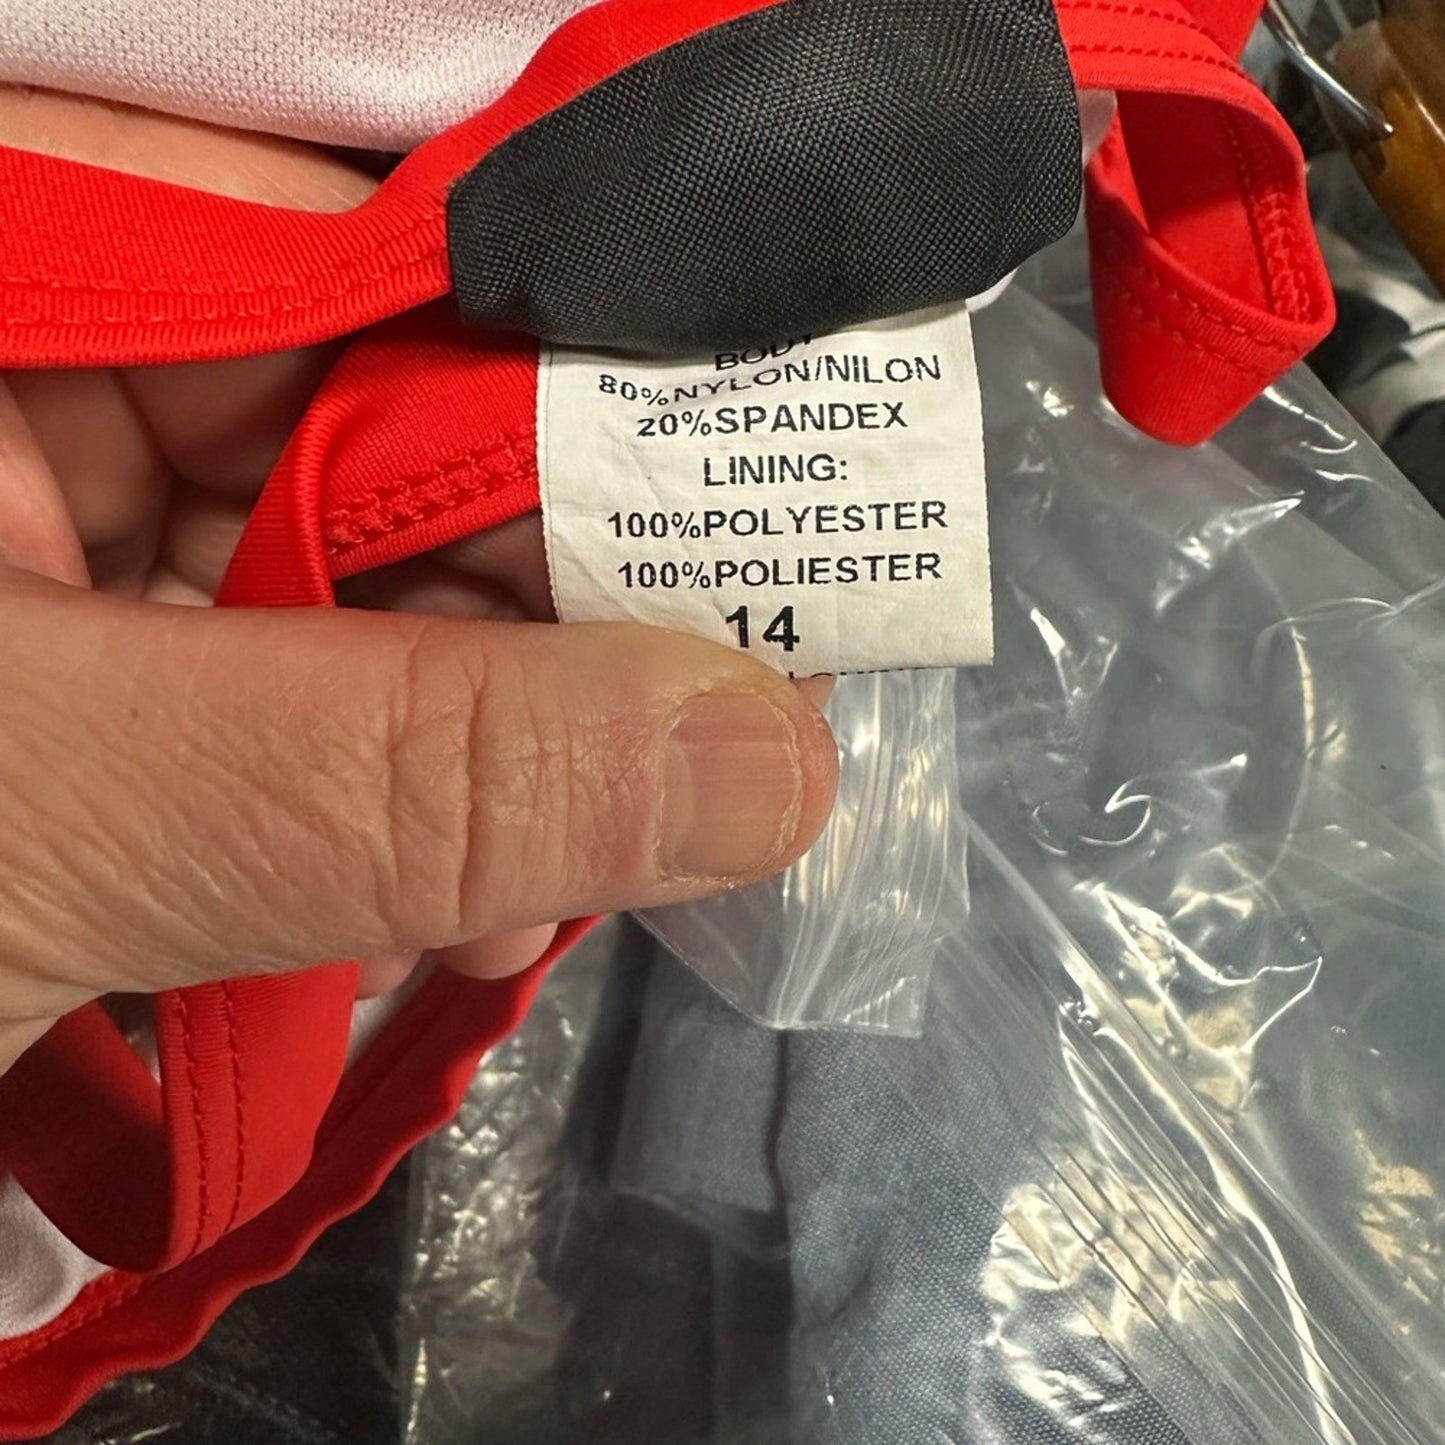 BODY
80%NYLON/NILON
20%SPANDEX
LINING:
100%POLYESTER
100%POLIESTER
14